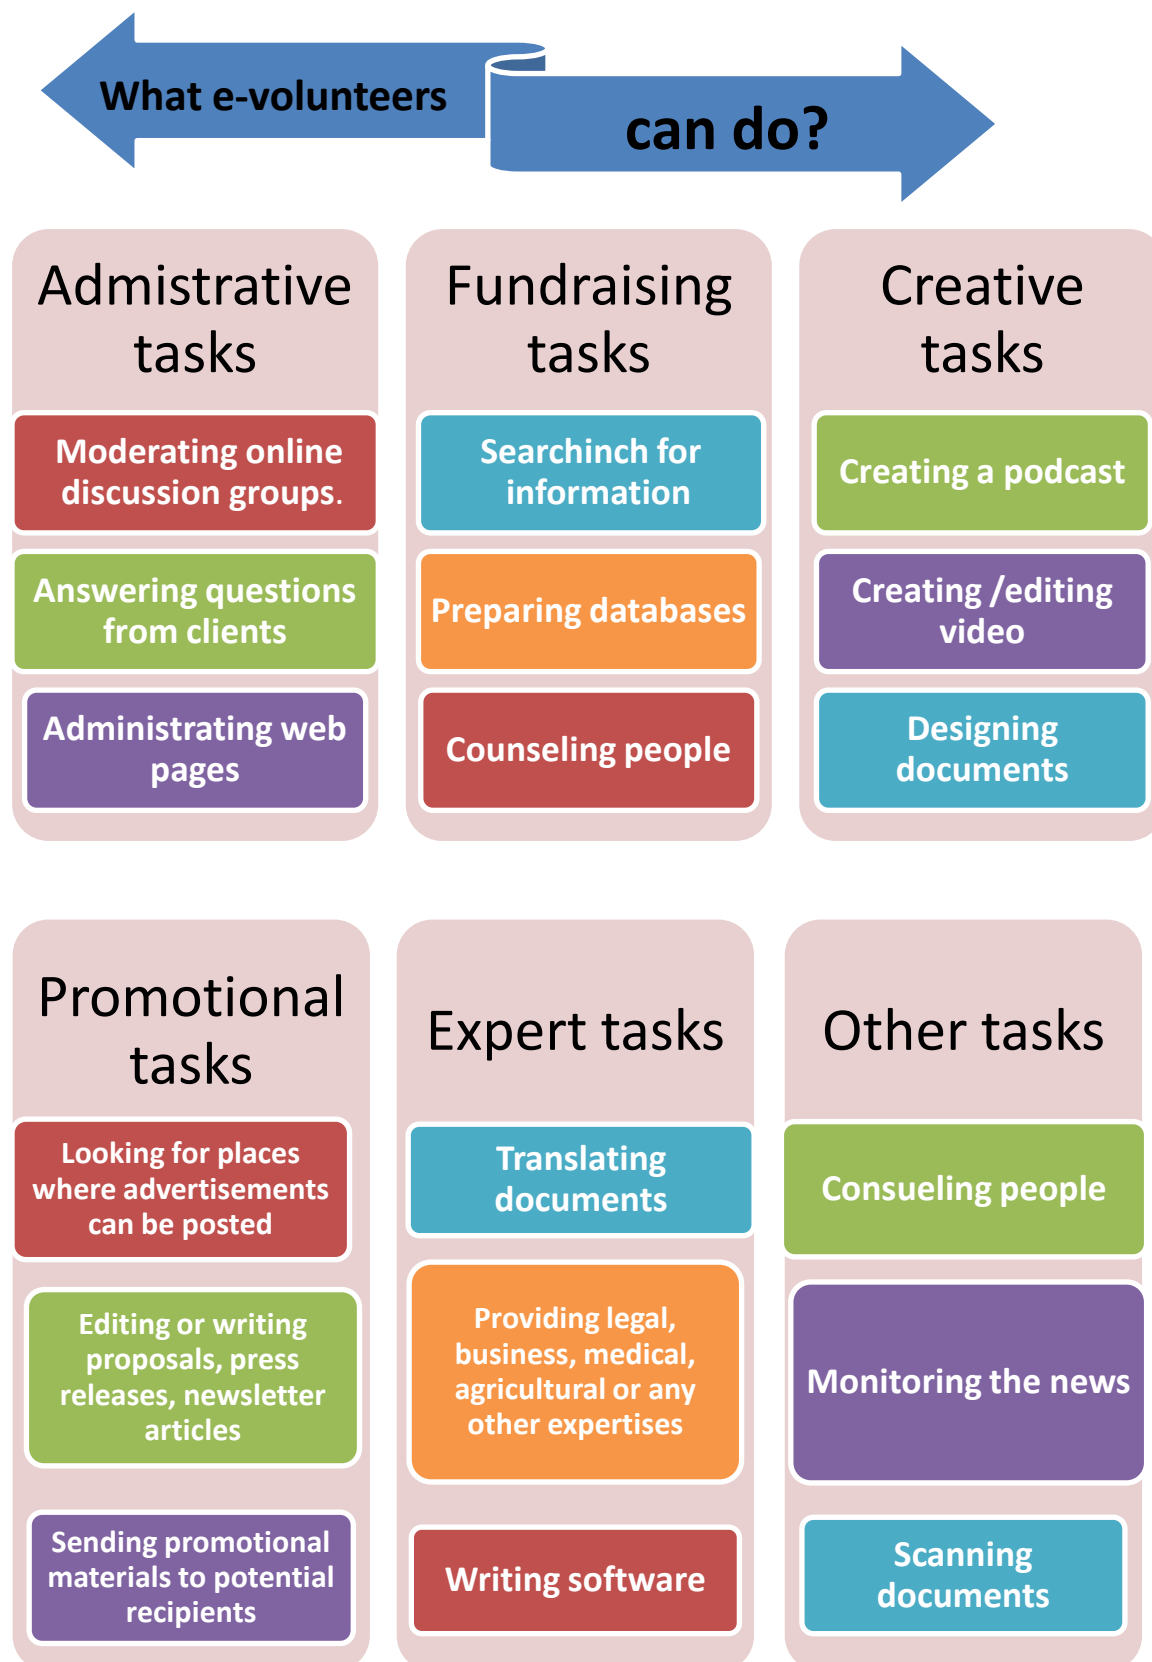 What e-volunteers
can do?
Admistrative
tasks
Moderating online
discussion groups.
Answering questions
from clients
Administrating web
pages
Fundraising
tasks
Searchinch for
information
Preparing databases
Counseling people
Creative
tasks
Creating a podcast
Creating /editing
video
Designing
documents
Promotional
tasks
Looking for places
where advertisements
can be posted
Editing or writing
proposals, press
releases, newsletter
articles
Sending promotional
materials to potential
recipients
Expert tasks
Translating
documents
Providing legal,
business, medical,
agricultural or any
other expertises
Writing software
Other tasks
Consueling people
Monitoring the news
Scanning
documents